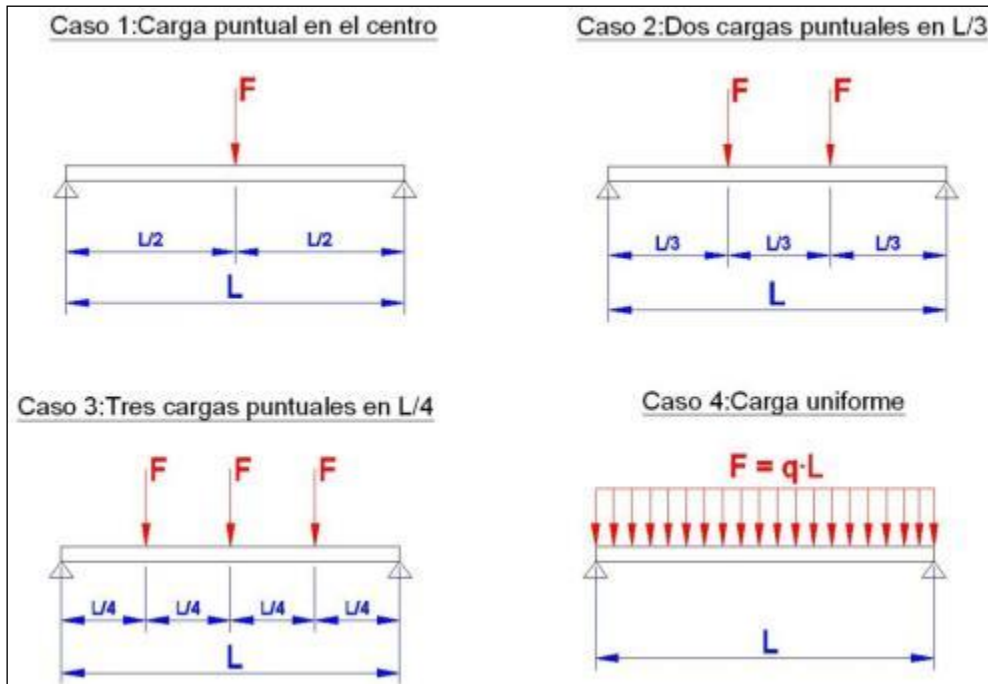 Caso 1:Carga puntual en el centro
F
L/2 L/2
L
Caso 2:Dos cargas puntuales en L/3
F F
L/3 L/3 L/3
L
Caso 3:Tres cargas puntuales en L/4
F F F
L/4 L/4 L/4 L/4
L
Caso 4:Carga uniforme
F = q·L
L